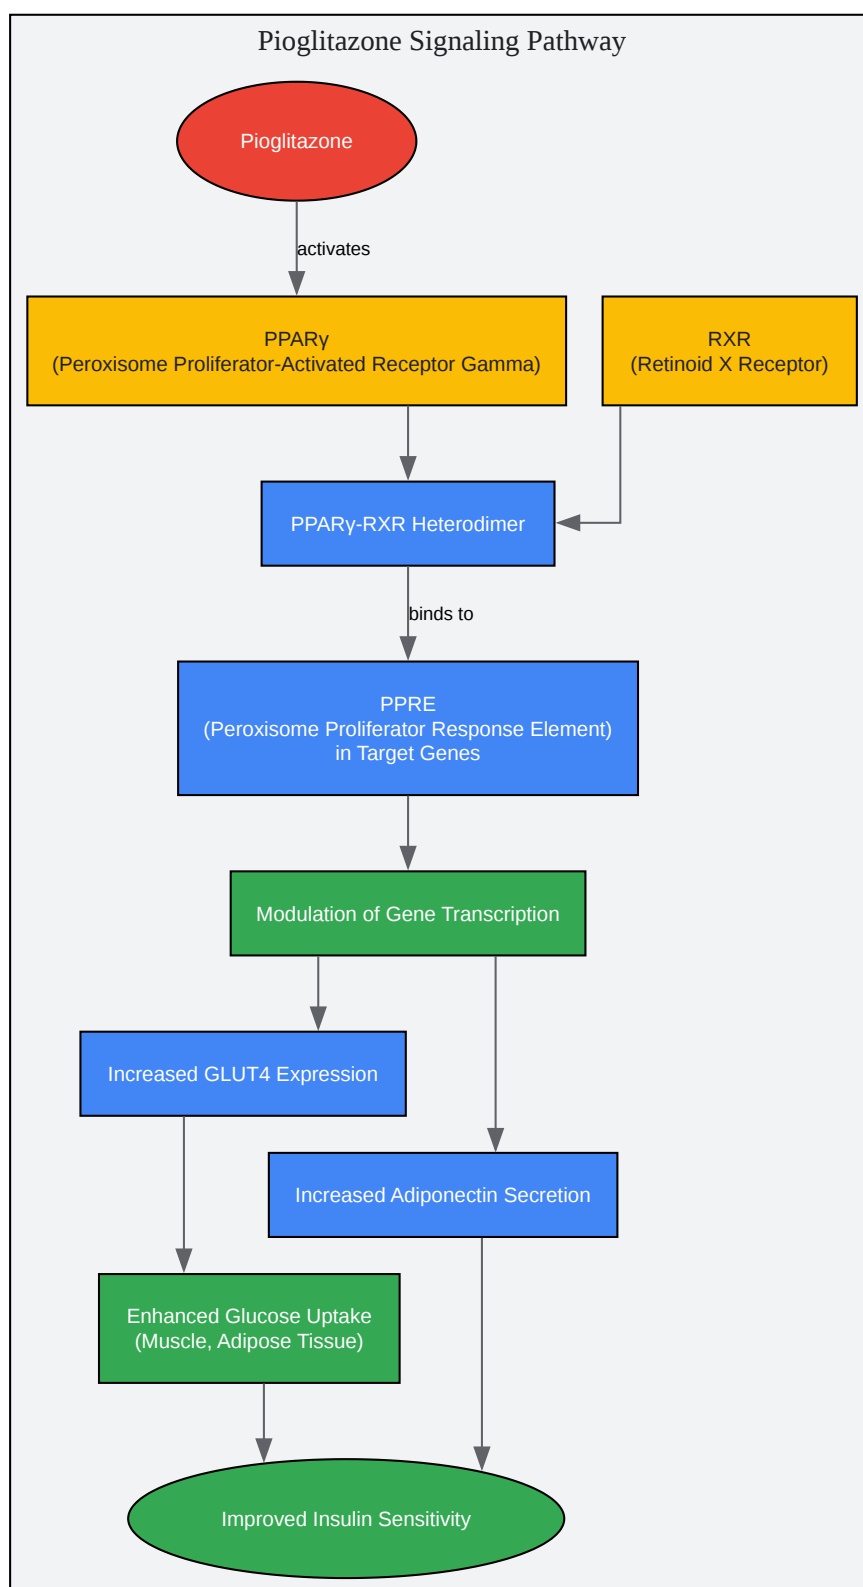 Pioglitazone Signaling Pathway
Pioglitazone
activates
PPARγ
(Peroxisome Proliferator-Activated Receptor Gamma)
RXR
(Retinoid X Receptor)
PPARγ-RXR Heterodimer
binds to
PPRE
(Peroxisome Proliferator Response Element)
in Target Genes
Modulation of Gene Transcription
Increased GLUT4 Expression
Increased Adiponectin Secretion
Enhanced Glucose Uptake
(Muscle, Adipose Tissue)
Improved Insulin Sensitivity